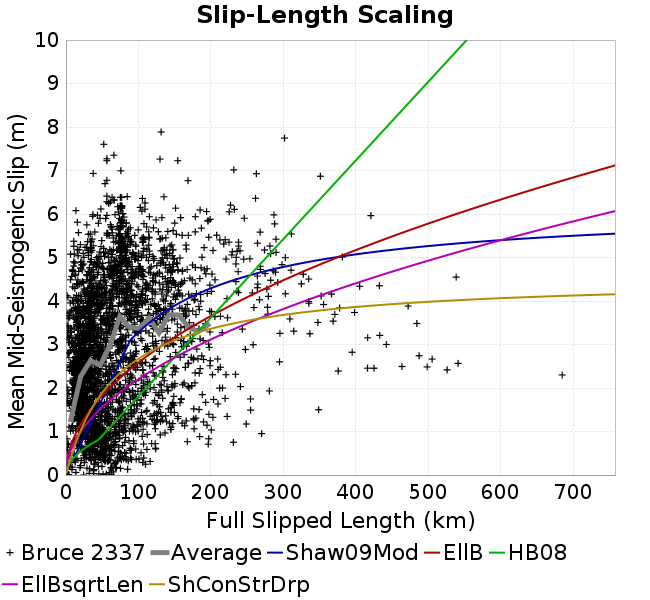 Slip-Length Scaling
10
9
8
7
6
5
4
3
2
1
0
Mean Mid-Seismogenic Slip (m)
0 100 200 300 400 500 600 700
Full Slipped Length (km)
Bruce 2337 Average Shaw09Mod EllB HB08
EllBsqrtLen ShConStrDrp